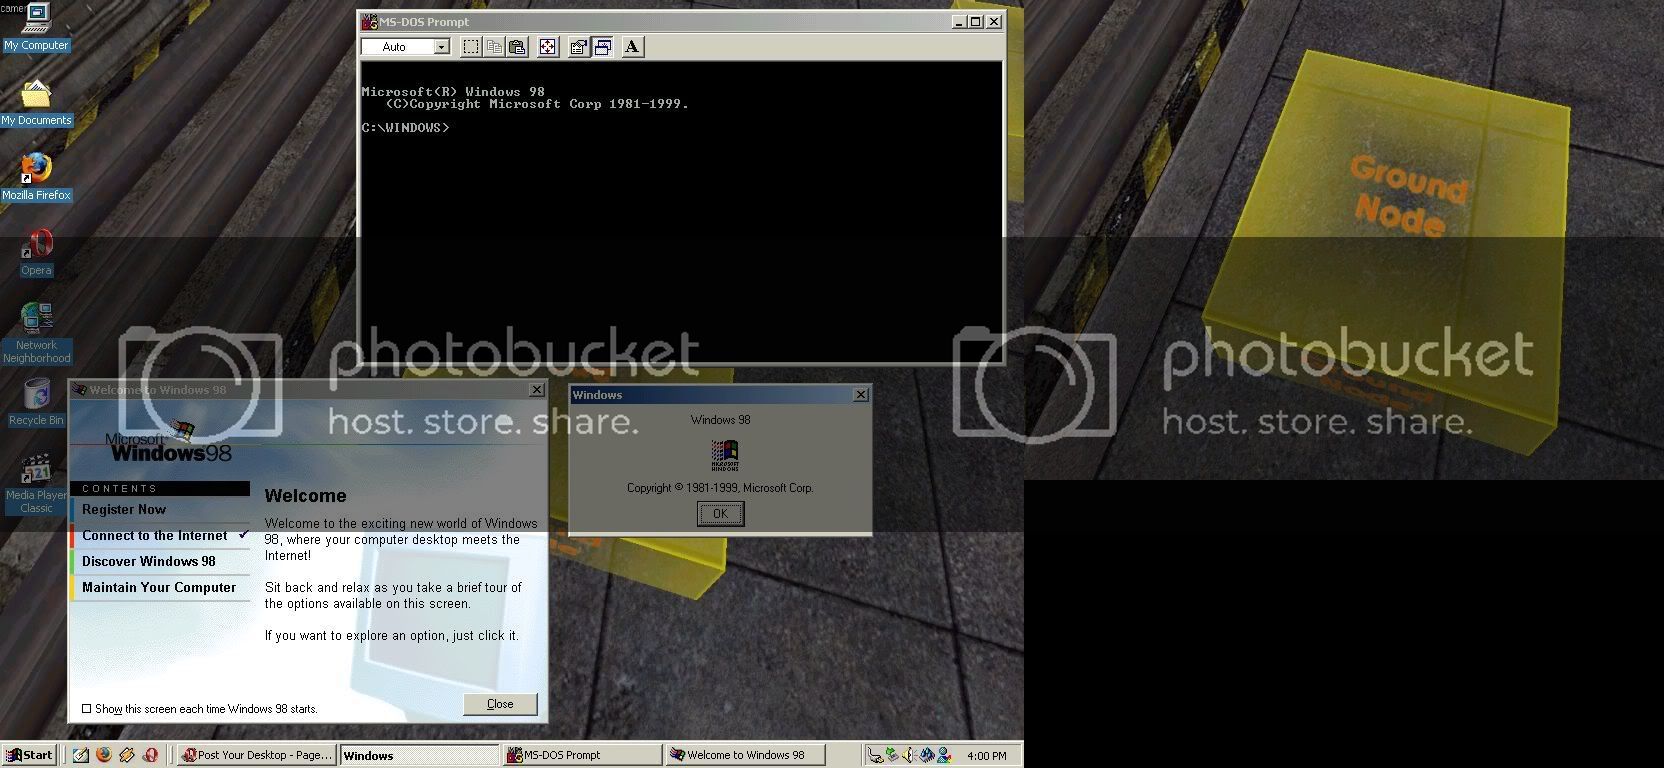 camer
My Computer
My Documents
Mozilla Firefox
Opera
Network
Neighborhood
Recycle Bin
Media Player
Classic
MS-DOS Prompt
Auto
A
Microsoft(R) Windows 98
(C)Copyright Microsoft Corp 1981-1999.
C:\WINDOWS>
Ground
Node
photobucket
host. store. share.
photobucket
host. store. share.
Welcome to Windows 98
Microsoft
Windows98
CONTENTS
Register Now
Connect to the Internet
Discover Windows 98
Maintain Your Computer
Welcome
Welcome to the exciting new world of Windows
98, where your computer desktop meets the
Internet!
Sit back and relax as you take a brief tour of
the options available on this screen.
If you want to explore an option, just click it.
Show this screen each time Windows 98 starts.
Close
Windows
Windows 98
MICROSOFT
WINDOWS
Copyright © 1981-1999, Microsoft Corp.
OK
Start
Post Your Desktop - Page...
Windows
MS-DOS Prompt
Welcome to Windows 98
4:00 PM